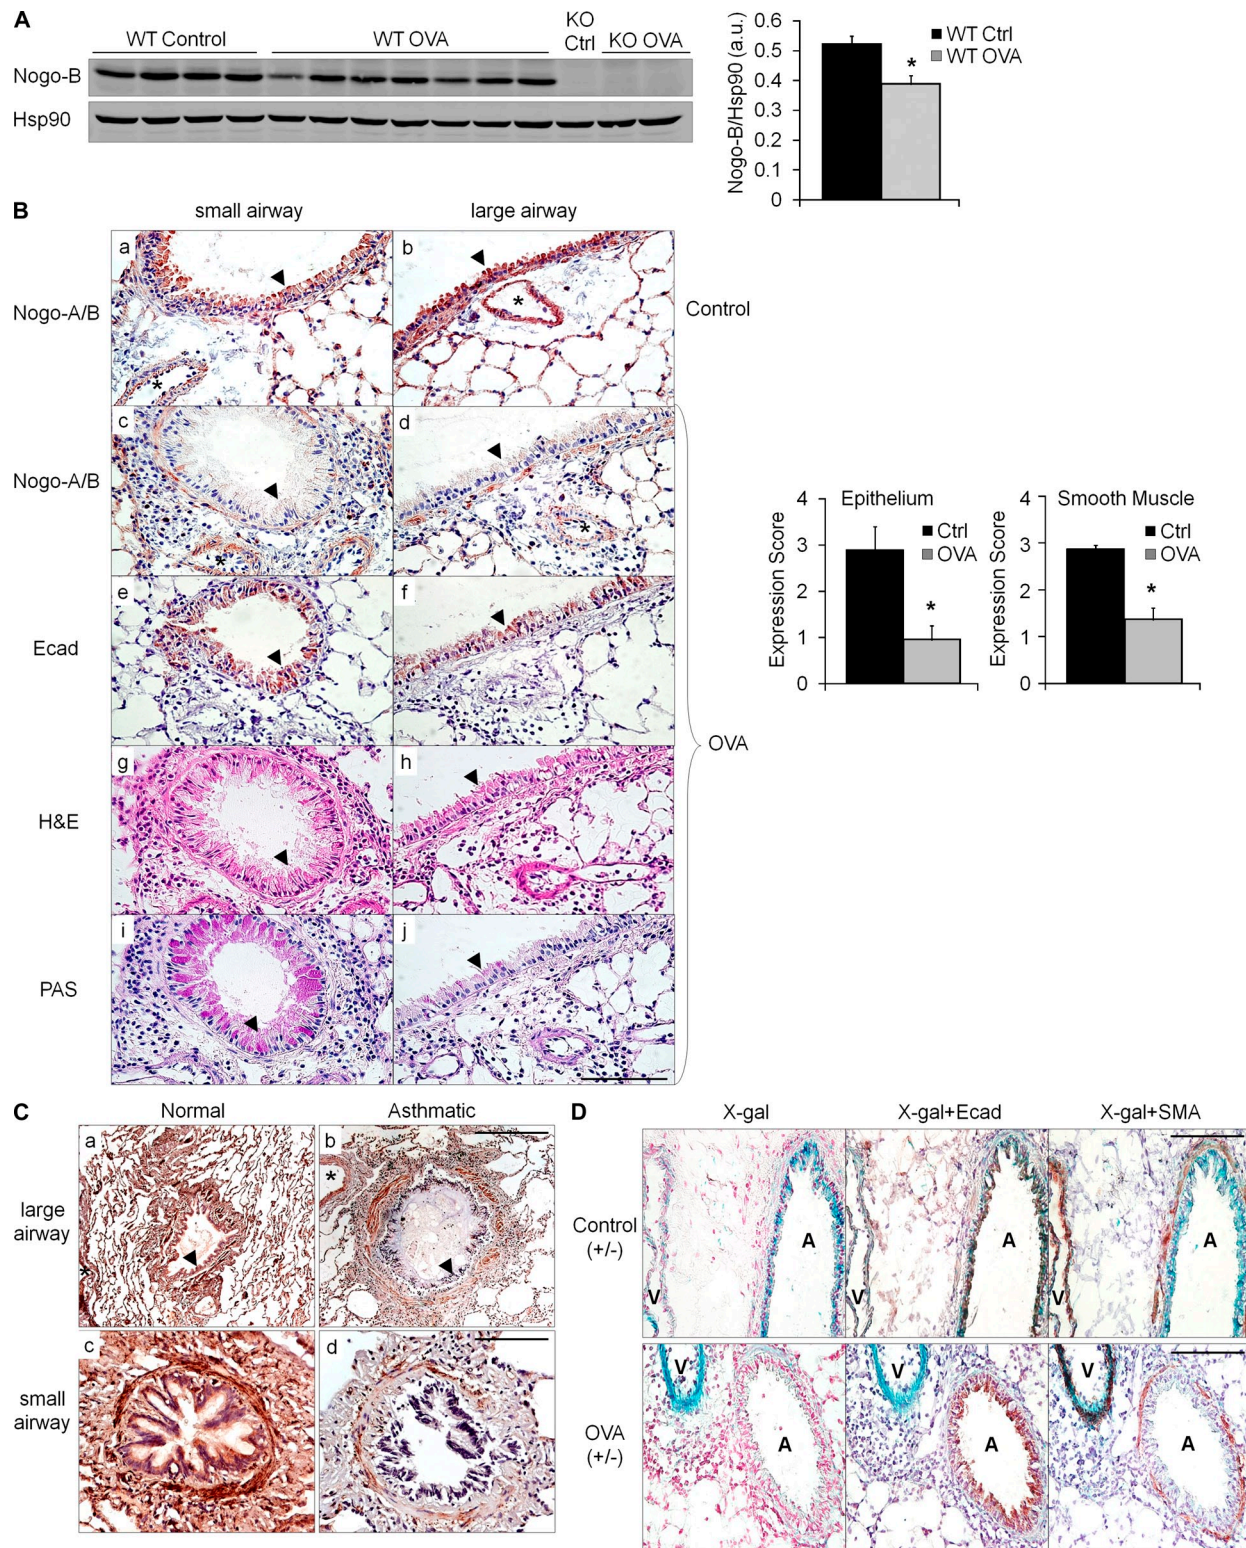 A
WT Control
WT OVA
KO
Ctrl
KO OVA
Nogo-B
Hsp90
Nogo-B/Hsp90 (a.u.)
0.6
0.5
0.4
0.3
0.2
0.1
0
WT Ctrl
WT OVA
*
B
small airway
large airway
Nogo-A/B
a
*
b
*
Control
Nogo-A/B
c
*
d
*
Ecad
e
f
H&E
g
h
PAS
i
j
OVA
Epithelium
Expression Score
4
3
2
1
0
Ctrl
OVA
*
Smooth Muscle
Expression Score
4
3
2
1
0
Ctrl
OVA
*
C
Normal
Asthmatic
large
airway
a
*
b
*
small
airway
c
d
D
X-gal
X-gal+Ecad
X-gal+SMA
Control
(+/-)
V
A
A
V
A
OVA
(+/-)
V
A
V
A
V
A